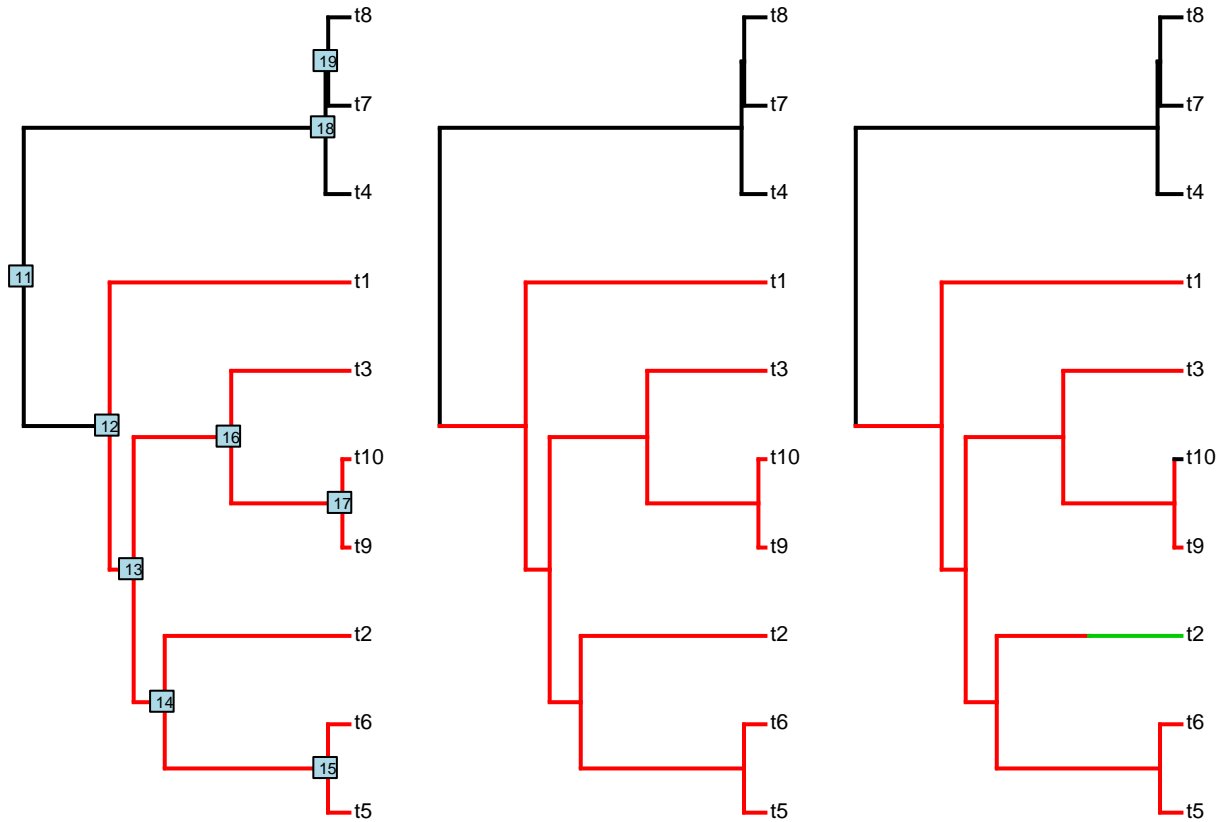 t8 t8 t8
19
t7 t7 t7
18
t4 t4 t4
11 t1 t1 t1
t3 t3 t3
12
16
t10 t10 t10
17
t9 t9 t9
13
t2 t2 t2
14
t6 t6 t6
15
t5 t5 t5